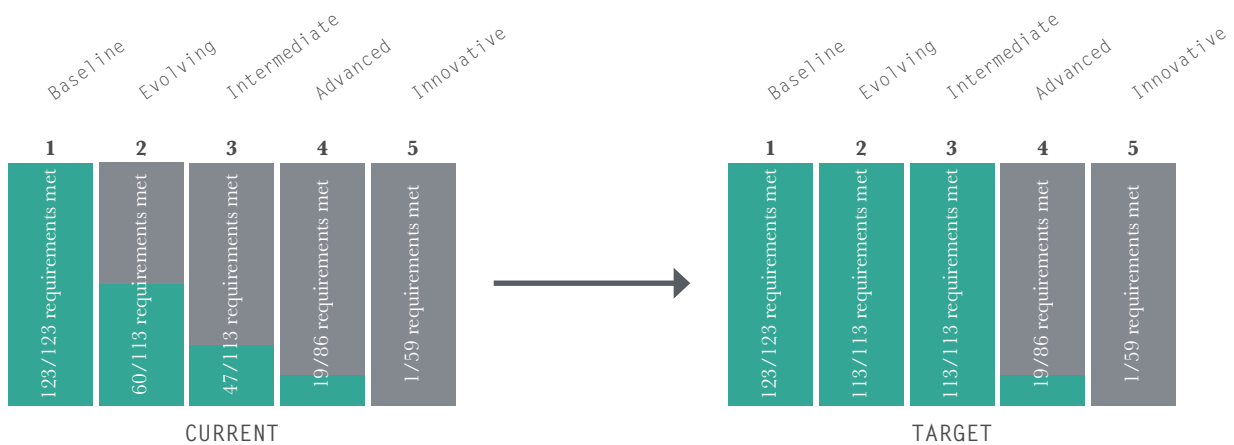 Baseline
Evolving
Intermediate
Advanced
Innovative
1
2
3
4
5
123/123 requirements met
60/113 requirements met
47/113 requirements met
19/86 requirements met
1/59 requirements met
CURRENT
Baseline
Evolving
Intermediate
Advanced
Innovative
1
2
3
4
5
123/123 requirements met
113/113 requirements met
113/113 requirements met
19/86 requirements met
1/59 requirements met
TARGET